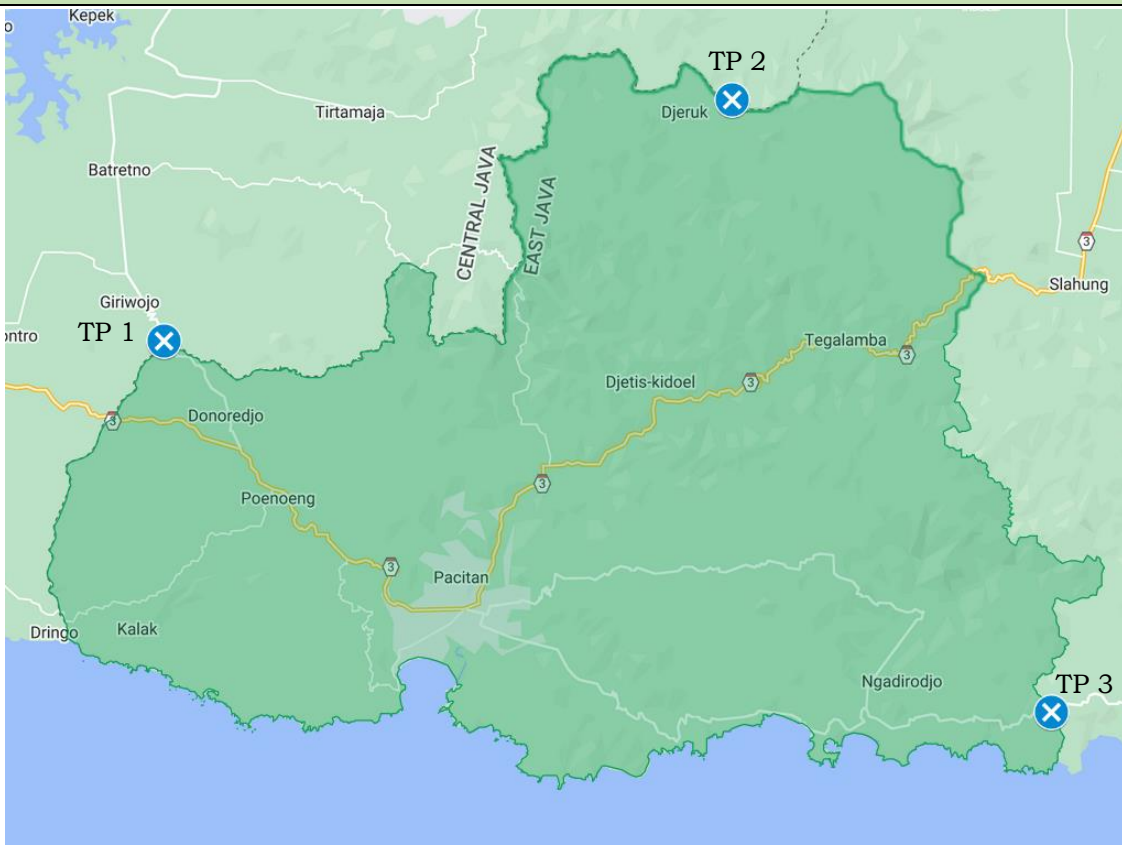 Kepek
TP 2
Djeruk
Tirtamaja
CENTRAL JAVA
EAST JAVA
Batretno
3
Slahung
Giriwojo
TP 1
ontro
Tegalamba
3
Djetis-kidoel
3
Donoredjo
3
Poenoeng
3
3
Pacitan
Dringo
Kalak
Ngadirodjo
TP 3